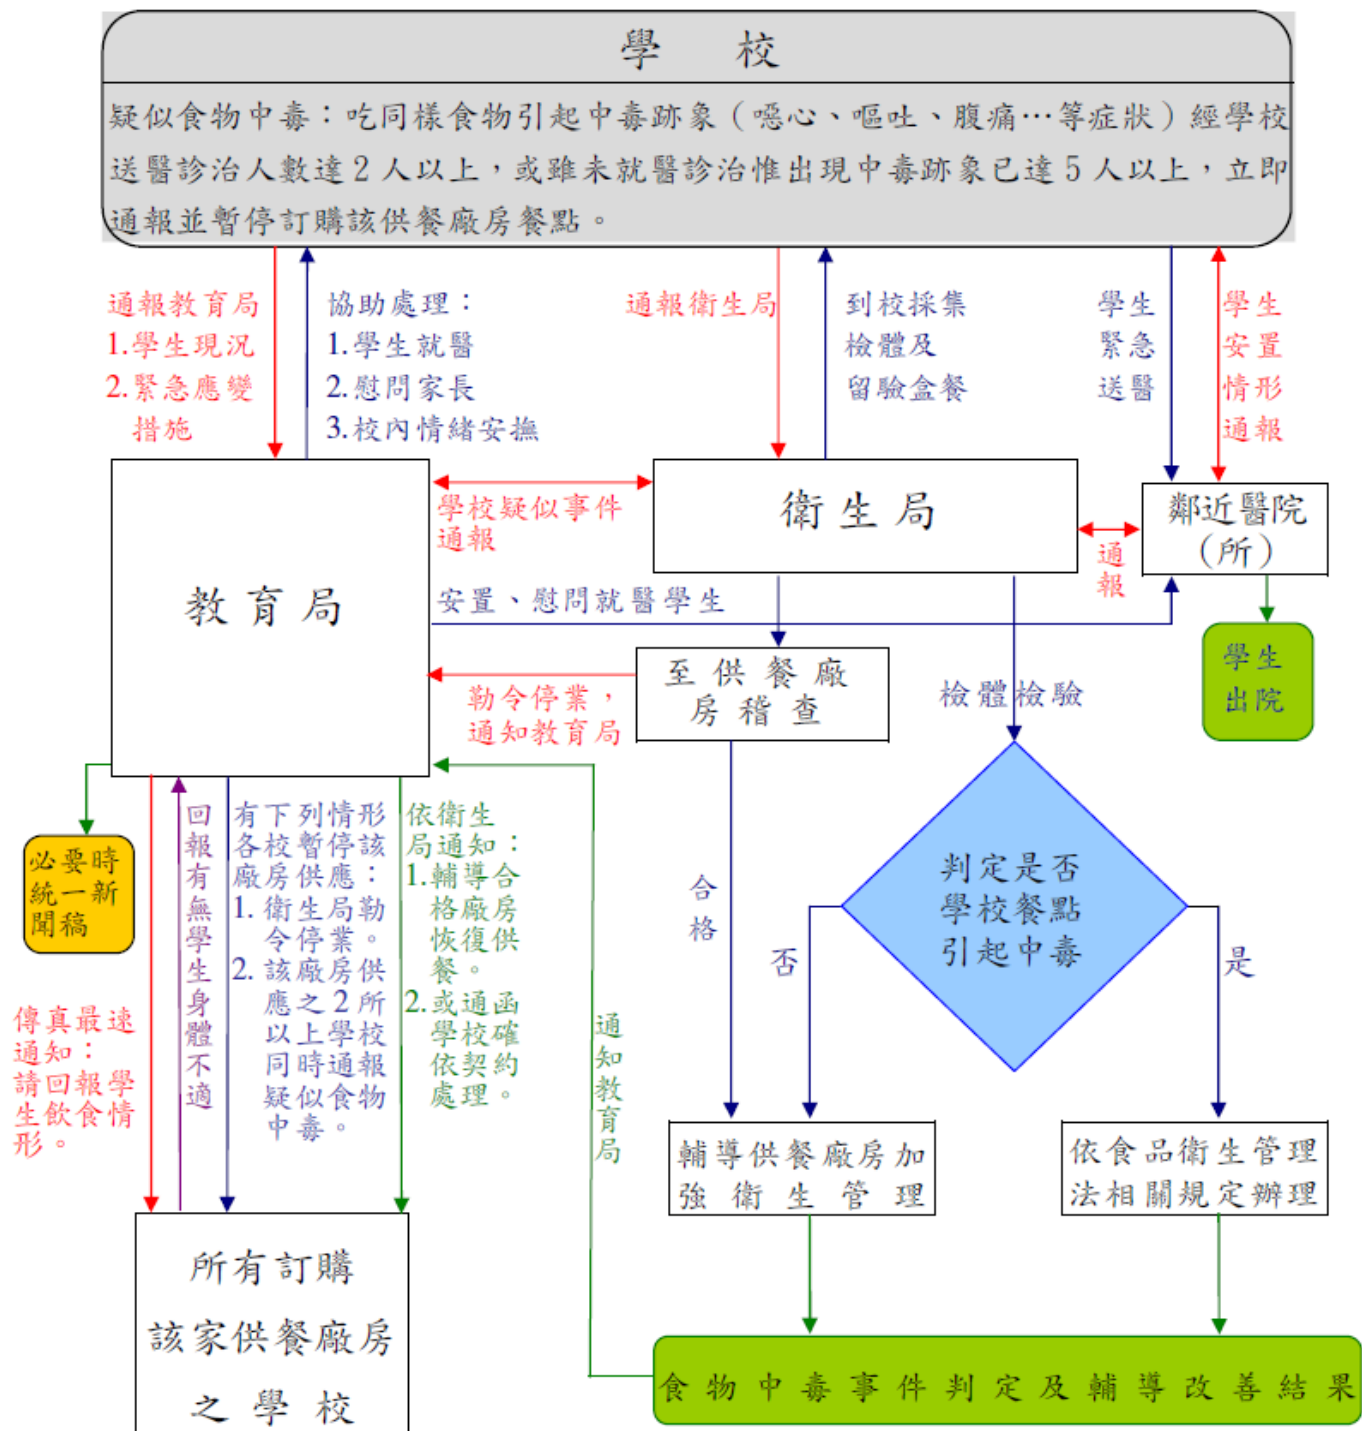 學校
疑似食物中毒：吃同樣食物引起中毒跡象（噁心、嘔吐、腹痛…等症狀）經學校
送醫診治人數達2人以上，或雖未就醫診治惟出現中毒跡象已達5人以上，立即
通報並暫停訂購該供餐廠房餐點。
通報教育局
1.學生現況
2.緊急應變
措施
協助處理：
1.學生就醫
2.慰問家長
3.校內情緒安撫
通報衛生局
到校採集
檢體及
留驗盒餐
學生
緊急
送醫
學生
安置
情形
通報
教育局
學校疑似事件
通報
衛生局
通報
鄰近醫院
（所）
安置、慰問就醫學生
學生
出院
至供餐廠
房稽查
勒令停業，
通知教育局
檢體檢驗
必要時
統一新
聞稿
傳真最速
通知：
請回報學
生飲食情
形。
回報有無學生身體不適
有下列情形
各校暫停該
廠房供應：
1. 衛生局勒
令停業。
2. 該廠房供
應之2所
以上學校
同時通報
疑似食物
中毒。
依衛生
局通知：
1.輔導合
格廠房
恢復供
餐。
2.或通函
學校確
依契約
處理。
通知教育局
合格
判定是否
學校餐點
引起中毒
否
是
輔導供餐廠房加
強衛生管理
依食品衛生管理
法相關規定辦理
所有訂購
該家供餐廠房
之學校
食物中毒事件判定及輔導改善結果